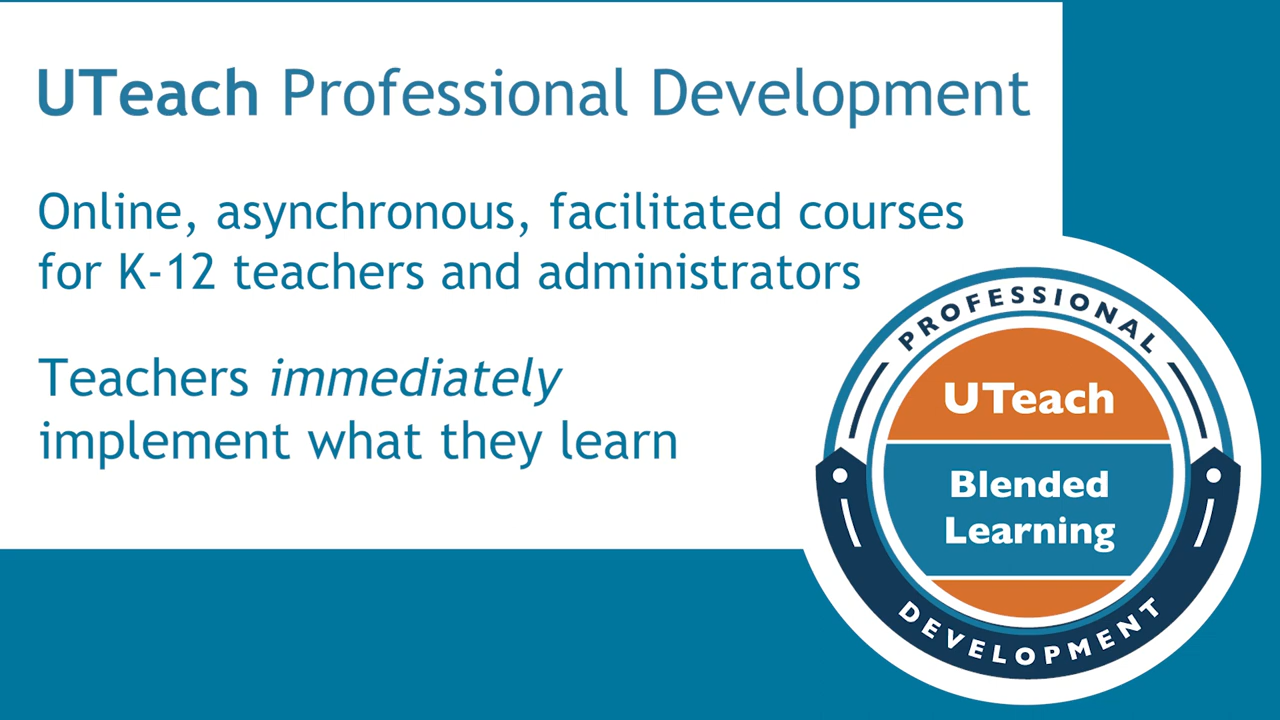 UTeach Professional Development
Online, asynchronous, facilitated courses
for K-12 teachers and administrators
Teachers immediately
implement what they learn
PROFESSIONAL
UTeach
Blended
Learning
DEVELOPMENT